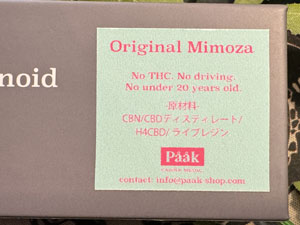 noid
Original Mimoza
No THC. No driving.
No under 20 years old.
-原材料-
CBN/CBDディスティレート/
H4CBD/ ライブレジン
Pååk
contact: info@paak-shop.com